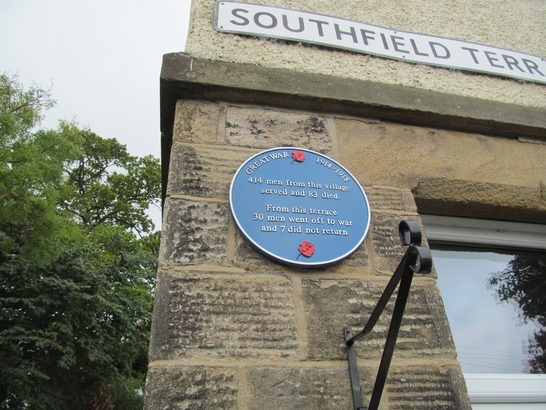 SOUTHFIELD TERR
GREAT WAR 1914-1918
414 men from this village
served and 83 died.
From this terrace
30 men went off to war
and 7 did not return